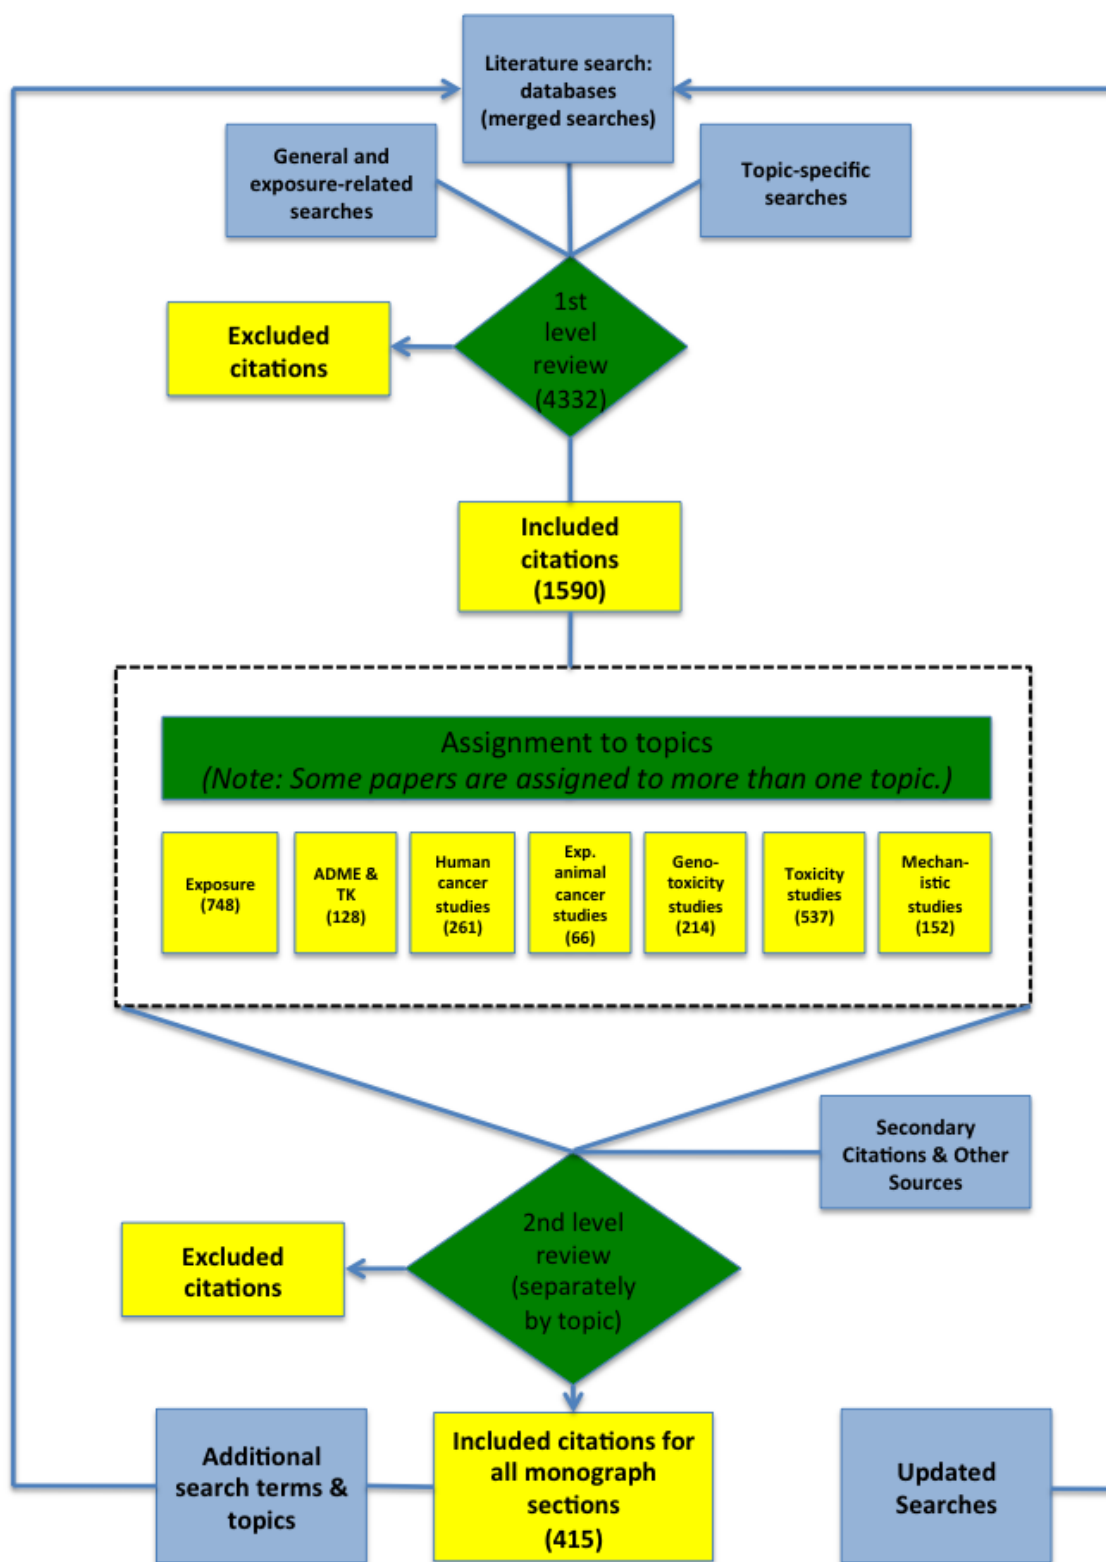 Literature search:
databases
(merged searches)
General and
exposure-related
searches
Topic-specific
searches
1st
level
review
(4332)
Excluded
citations
Included
citations
(1590)
Assignment to topics
(Note: Some papers are assigned to more than one topic.)
Exposure
(748)
ADME &
TK
(128)
Human
cancer
studies
(261)
Exp.
animal
cancer
studies
(66)
Geno-
toxicity
studies
(214)
Toxicity
studies
(537)
Mechan-
istic studies
(152)
Secondary
Citations & Other
Sources
2nd level
review
(separately
by topic)
Excluded
citations
Additional
search terms &
topics
Included citations for
all monograph
sections
(415)
Updated
Searches